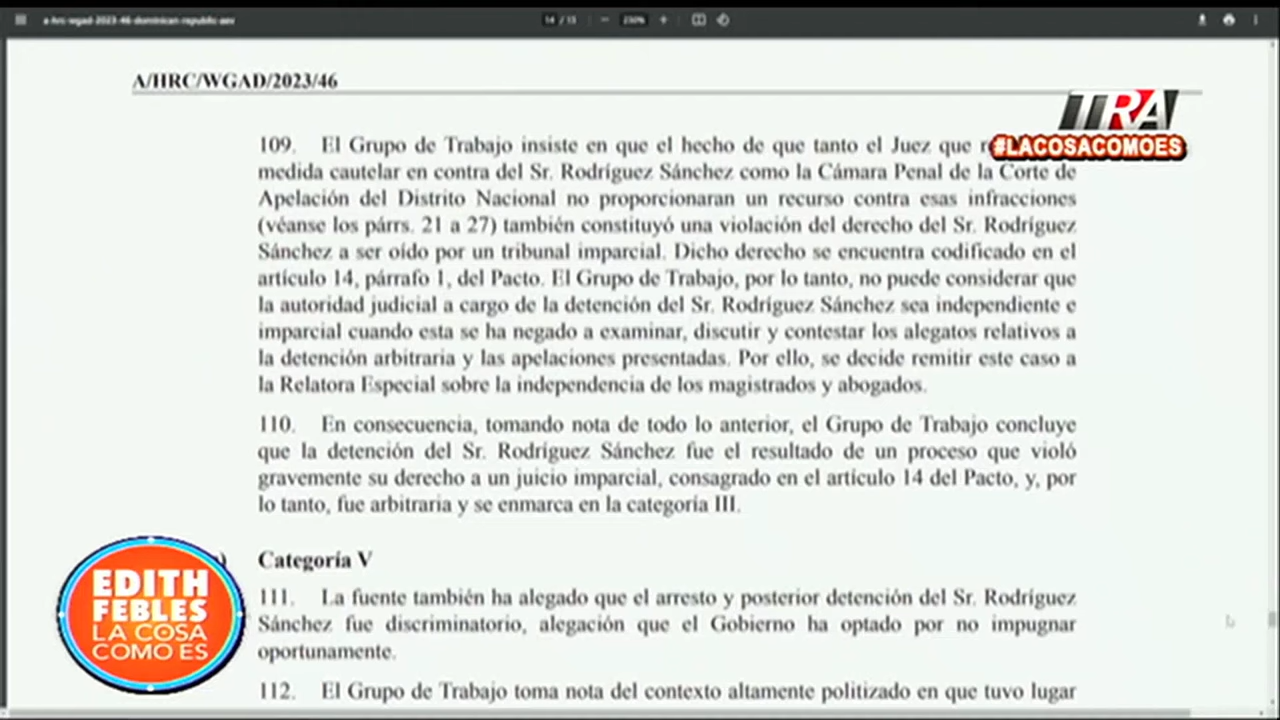 a-hrc-wgad-2023-46-dominican-republic-aev
14 / 15
230%
A/HRC/WGAD/2023/46
TRA
#LACOSACOMOES
109. El Grupo de Trabajo insiste en que el hecho de que tanto el Juez que
medida cautelar en contra del Sr. Rodríguez Sánchez como la Cámara Penal de la Corte de
Apelación del Distrito Nacional no proporcionaran un recurso contra esas infracciones
(véanse los párrs. 21 a 27) también constituyó una violación del derecho del Sr. Rodríguez
Sánchez a ser oído por un tribunal imparcial. Dicho derecho se encuentra codificado en el
artículo 14, párrafo 1, del Pacto. El Grupo de Trabajo, por lo tanto, no puede considerar que
la autoridad judicial a cargo de la detención del Sr. Rodríguez Sánchez sea independiente e
imparcial cuando esta se ha negado a examinar, discutir y contestar los alegatos relativos a
la detención arbitraria y las apelaciones presentadas. Por ello, se decide remitir este caso a
la Relatora Especial sobre la independencia de los magistrados y abogados.
110. En consecuencia, tomando nota de todo lo anterior, el Grupo de Trabajo concluye
que la detención del Sr. Rodríguez Sánchez fue el resultado de un proceso que violó
gravemente su derecho a un juicio imparcial, consagrado en el artículo 14 del Pacto, y, por
lo tanto, fue arbitraria y se enmarca en la categoría III.
Categoría V
111. La fuente también ha alegado que el arresto y posterior detención del Sr. Rodríguez
Sánchez fue discriminatorio, alegación que el Gobierno ha optado por no impugnar
oportunamente.
112. El Grupo de Trabajo toma nota del contexto altamente politizado en que tuvo lugar
EDITH
FEBLES
LA COSA
COMO ES